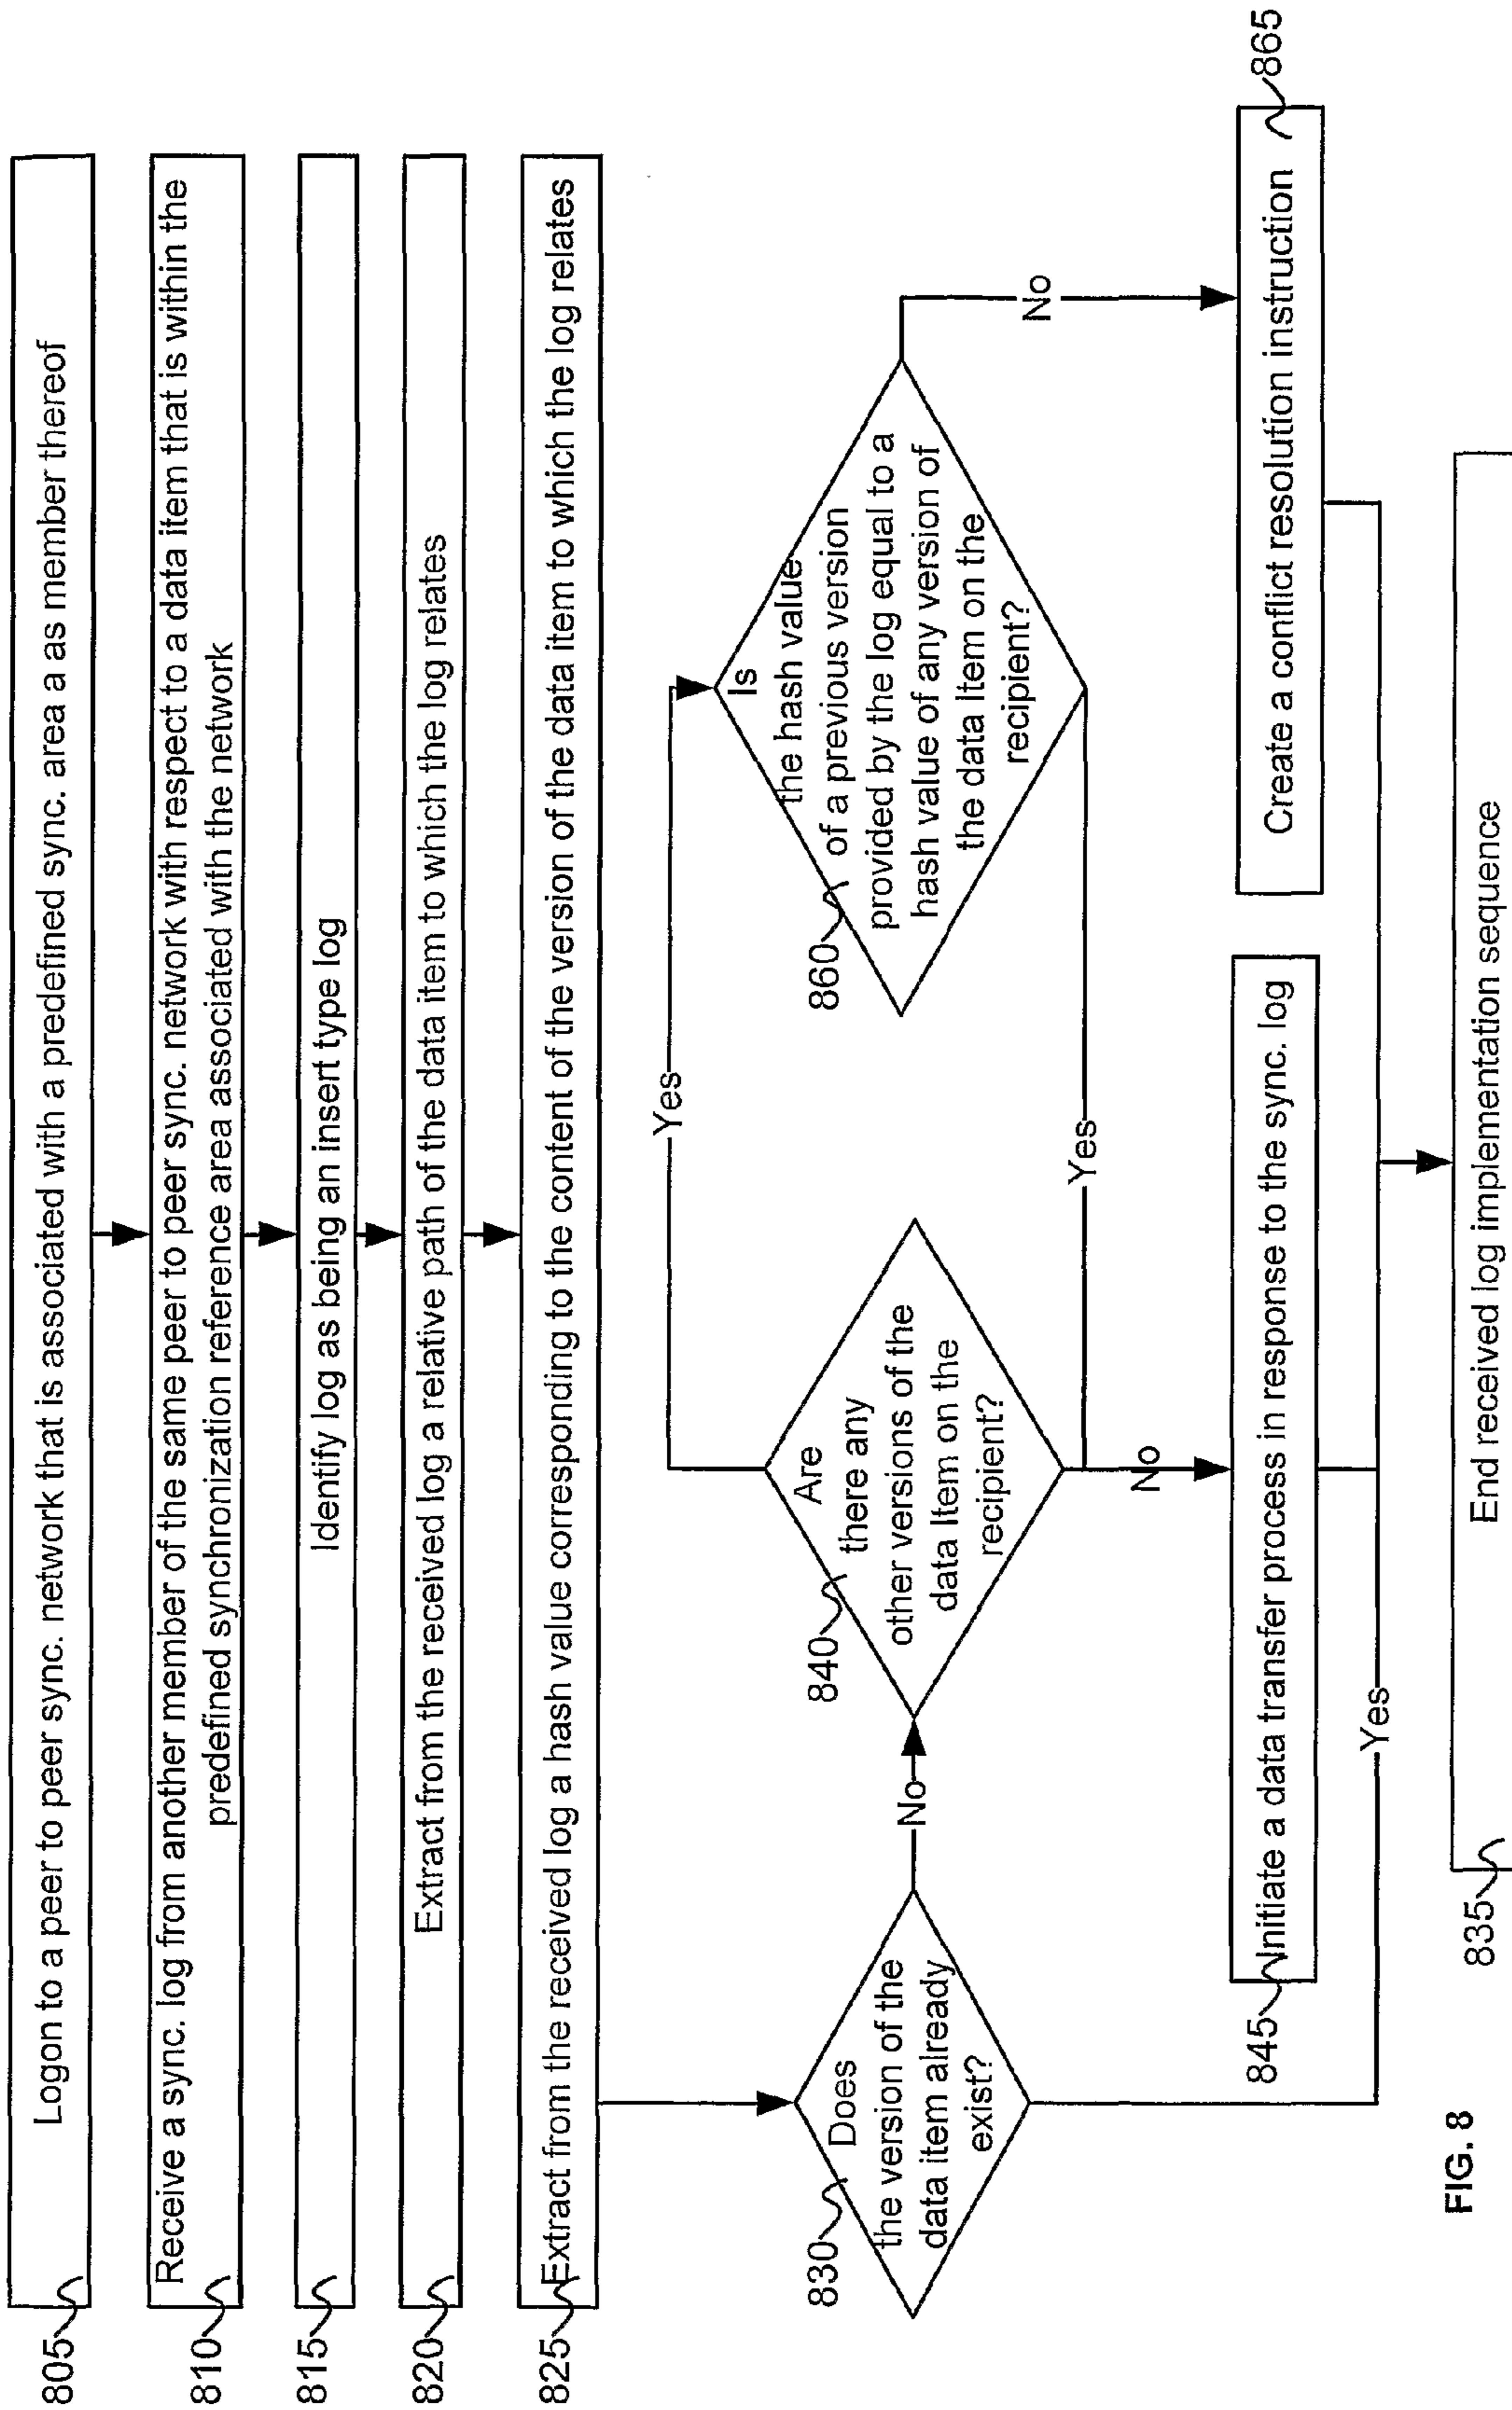 805
Logon to a peer to peer sync. network that is associated with a predefined sync. area a as member thereof
810
Receive a sync. log from another member of the same peer to peer sync. network with respect to a data item that is within the
predefined synchronization reference area associated with the network
815
Identify log as being an insert type log
820
Extract from the received log a relative path of the data item to which the log relates
825
Extract from the received log a hash value corresponding to the content of the version of the data item to which the log relates
830
Does
the version of the
data item already
exist?
No
Yes
840
Are
there any
other versions of the
data Item on the
recipient?
Yes
No
860
Is
the hash value
of a previous version
provided by the log equal to a
hash value of any version of
the data item on the
recipient?
Yes
No
845
Initiate a data transfer process in response to the sync. log
Create a conflict resolution instruction
865
835
End received log implementation sequence
FIG. 8